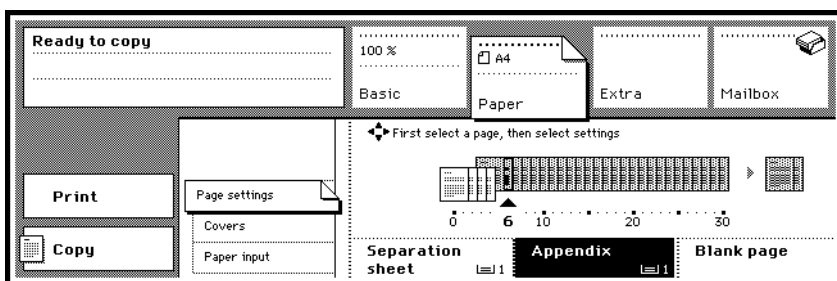 Ready to copy
100 %
Basic
A4
Paper
Extra
Mailbox
First select a page, then select settings
Print
Copy
Page settings
Covers
Paper input
0 6 10 20 30
Separation sheet 1
Appendix 1
Blank page